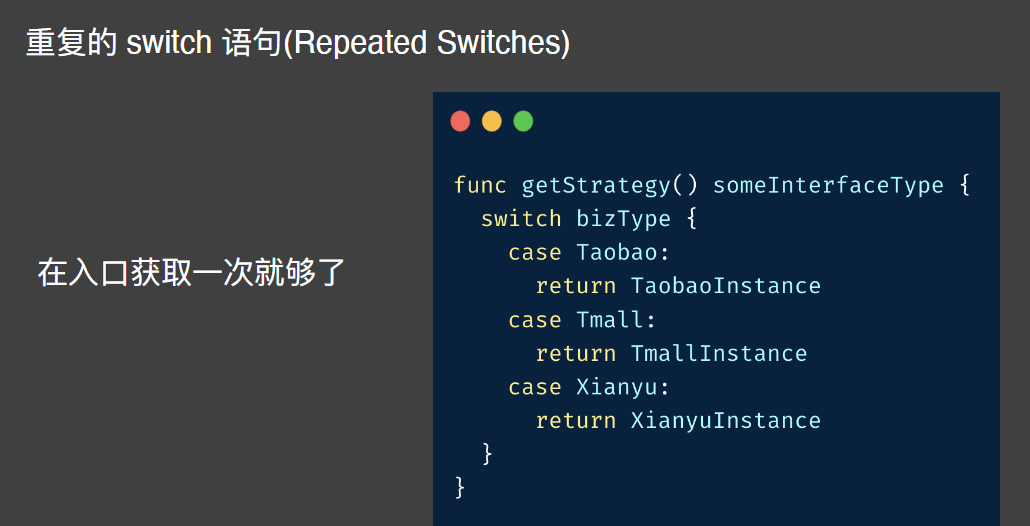 重复的 switch 语句(Repeated Switches)
在入口获取一次就够了
func getStrategy() someInterfaceType {
  switch bizType {
    case Taobao:
      return TaobaoInstance
    case Tmall:
      return TmallInstance
    case Xianyu:
      return XianyuInstance
  }
}